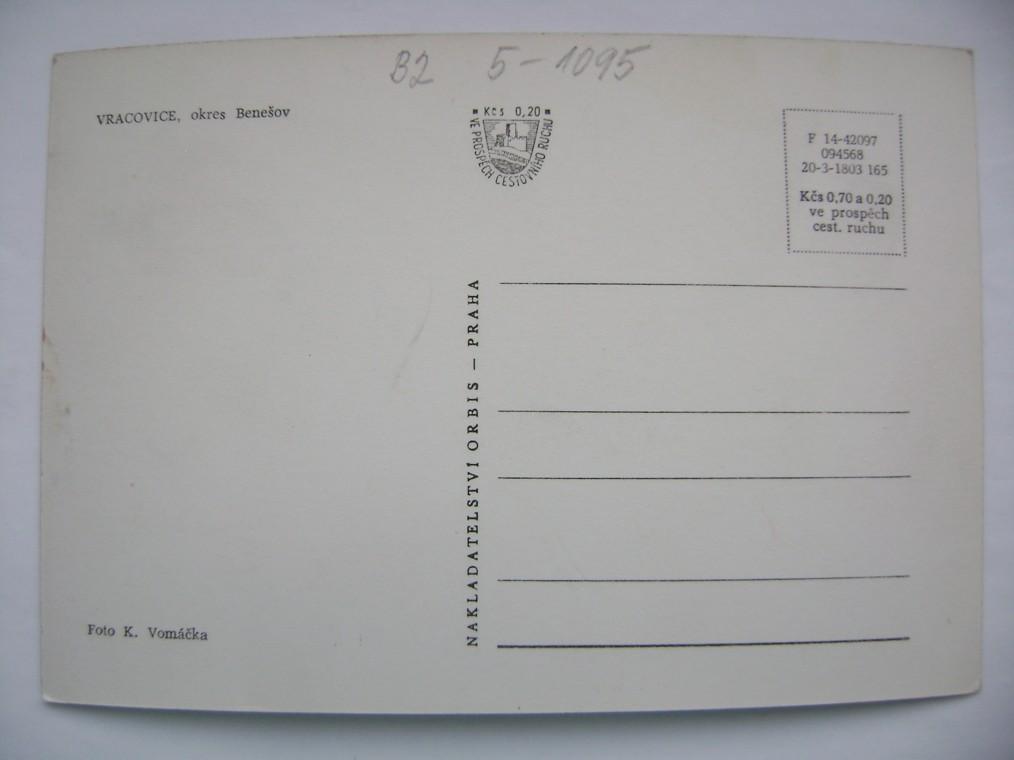 B2 5-1095
VRACOVICE, okres Benešov
Kčs 0,20
VE PROSPĚCH CESTOVNÍHO RUCHU
F 14-42097
094568
20-3-1803 165
Kčs 0,70 a 0,20
ve prospěch
cest. ruchu
NAKLADATELSTVÍ ORBIS — PRAHA
Foto K. Vomáčka